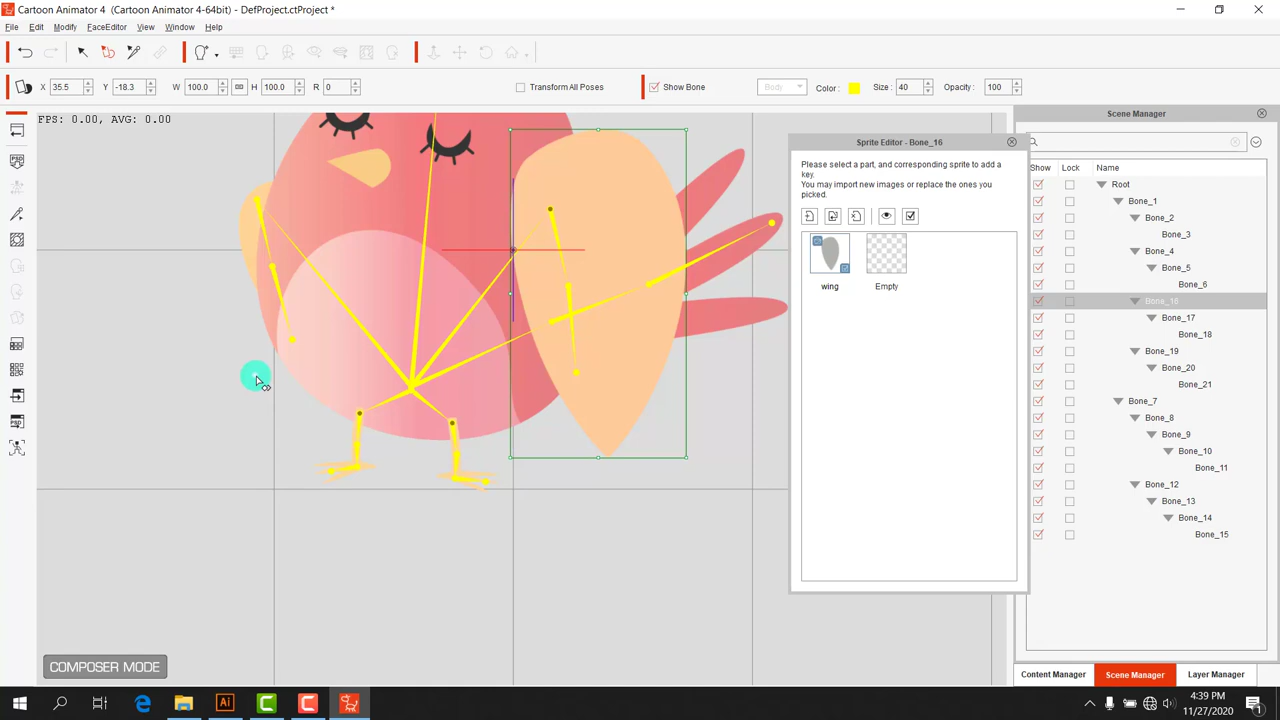 Cartoon Animator 4 (Cartoon Animator 4-64bit) - DefProject.ctProject *
File Edit Modify FaceEditor View Window Help
X 35.5 Y -18.3 W 100.0 H 100.0 R 0 Transform All Poses Show Bone Body Color : Size : 40 Opacity : 100
FPS: 0.00, AVG: 0.00
Scene Manager
Show Lock Name
Root
Bone_1
Bone_2
Bone_3
Bone_4
Bone_5
Bone_6
Bone_16
Bone_17
Bone_18
Bone_19
Bone_20
Bone_21
Bone_7
Bone_8
Bone_9
Bone_10
Bone_11
Bone_12
Bone_13
Bone_14
Bone_15
Sprite Editor - Bone_16
Please select a part, and corresponding sprite to add a
key.
You may import new images or replace the ones you
picked.
wing Empty
COMPOSER MODE
Content Manager Scene Manager Layer Manager
Ai
4:39 PM
11/27/2020
1